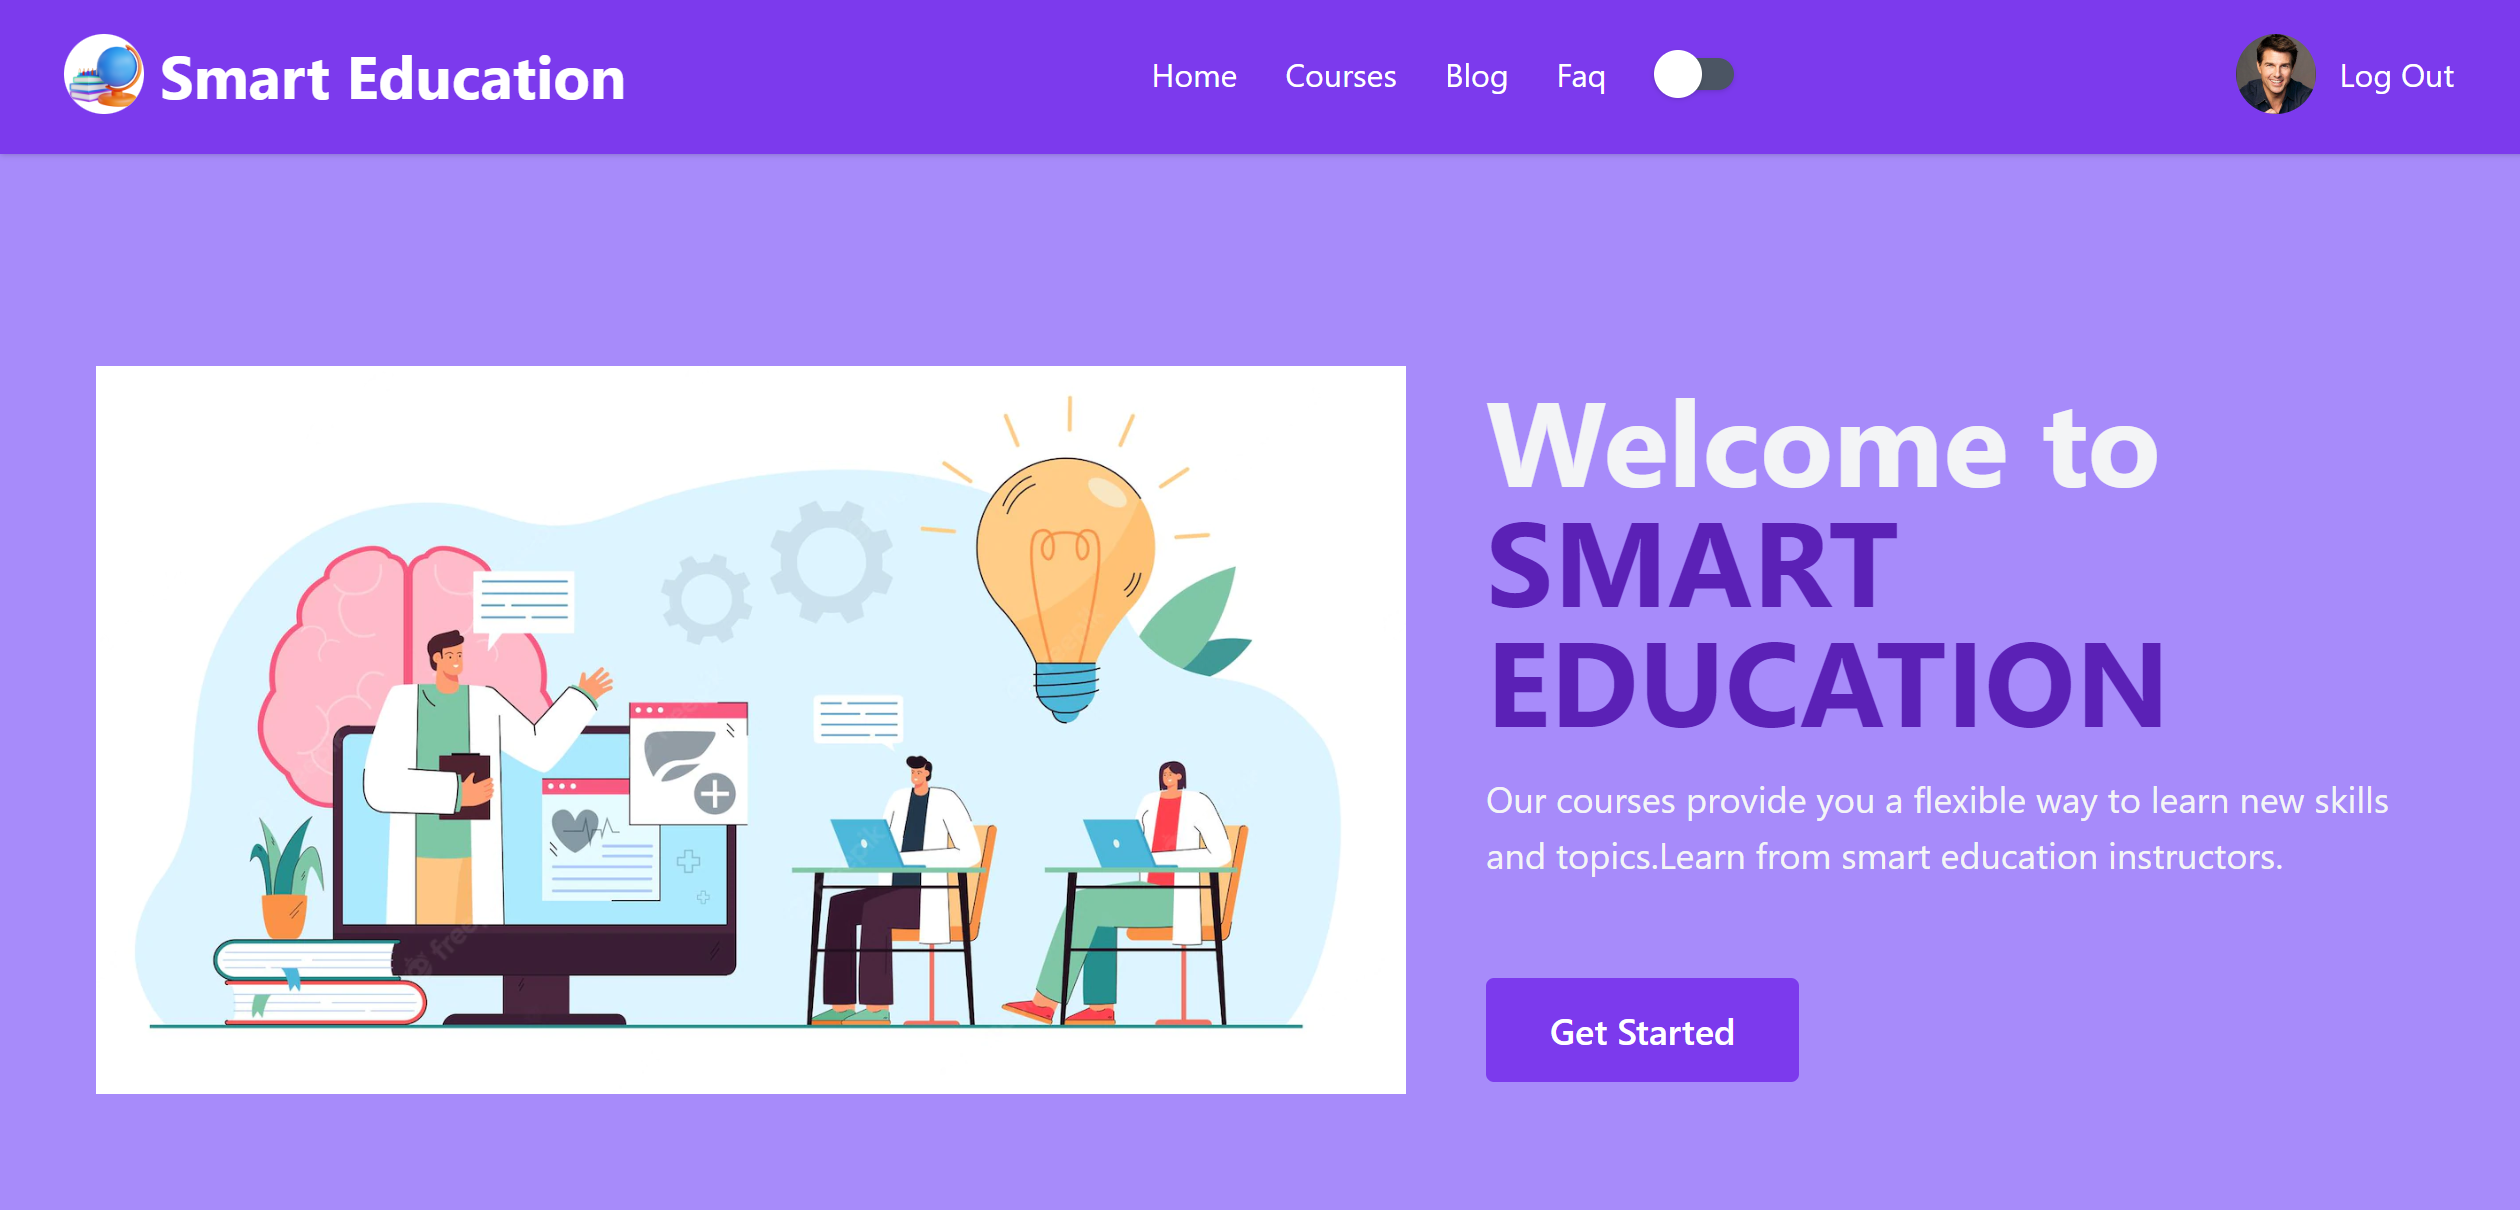 Smart Education
Home Courses Blog Faq
Log Out
Welcome to
SMART
EDUCATION
Our courses provide you a flexible way to learn new skills
and topics.Learn from smart education instructors.
Get Started